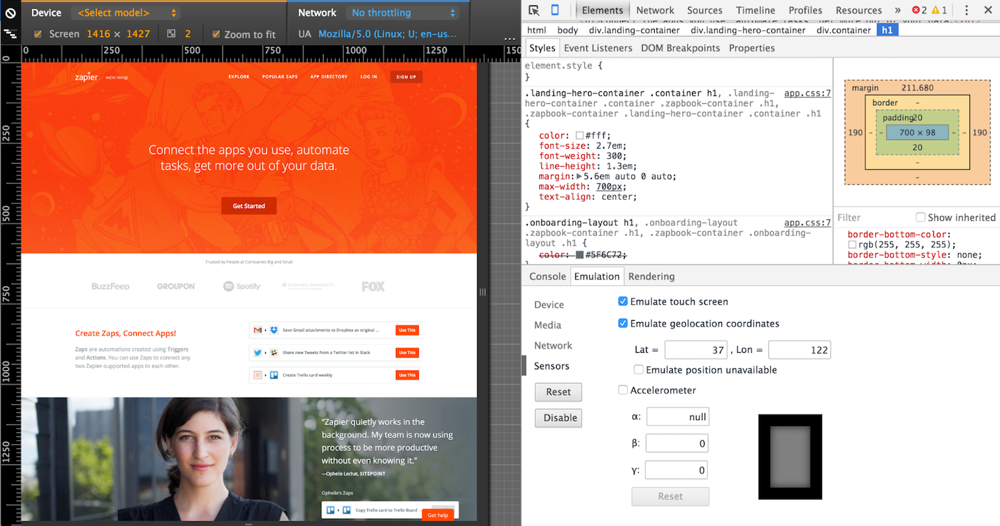 Device <Select model>
Network No throttling
Screen 1416 × 1427 2 Zoom to fit
UA Mozilla/5.0 (Linux; U; en-us...
...
0 250 500 750 1000 1250 150
0
250
500
750
1000
1250
zapier we're hiring!
EXPLORE POPULAR ZAPS APP DIRECTORY LOG IN SIGN UP
Connect the apps you use, automate
tasks, get more out of your data.
Get Started
Trusted by People at Companies Big and Small
BuzzFeed GROUPON Spotify COLUMBIA UNIVERSITY FOX
Create Zaps, Connect Apps!
Zaps are automations created using Triggers
and Actions. You can use Zaps to connect any
two Zapier-supported apps to each other.
Save Gmail attachments to Dropbox as original ... Use This
Share new Tweets from a Twitter list in Slack Use This
Create Trello card weekly Use This
“Zapier quietly works in the
background. My team is now using
process to be more productive
without even knowing it.”
—Ophelie Lechat, SITEPOINT
Ophelle's Zaps
Copy Trello card to Trello Board
Get help
Elements Network Sources Timeline Profiles Resources » 2 1
html body div.landing-container div.landing-hero-container div.container h1
Styles Event Listeners DOM Breakpoints Properties
element.style {
}
.landing-hero-container .container h1, .landing- app.css:7
hero-container .container .zapbook-container .h1,
.zapbook-container .landing-hero-container .container .h1
{
color: #fff;
font-size: 2.7em;
font-weight: 300;
line-height: 1.3em;
margin: 5.6em auto 0 auto;
max-width: 700px;
text-align: center;
}
.onboarding-layout h1, .onboarding-layout app.css:7
.zapbook-container .h1, .zapbook-container .onboarding-
layout .h1 {
color: #5F6C72;
margin 211.680
border –
padding 20
190 – – 700 × 98 – – 190
20
–
–
Filter Show inherited
border-bottom-color:
rgb(255, 255, 255);
border-bottom-style: none;
border-bottom-width: 0px;
Console Emulation Rendering
Device
Media
Network
Sensors
Reset
Disable
Emulate touch screen
Emulate geolocation coordinates
Lat = 37 , Lon = 122
Emulate position unavailable
Accelerometer
α: null
β: 0
γ: 0
Reset